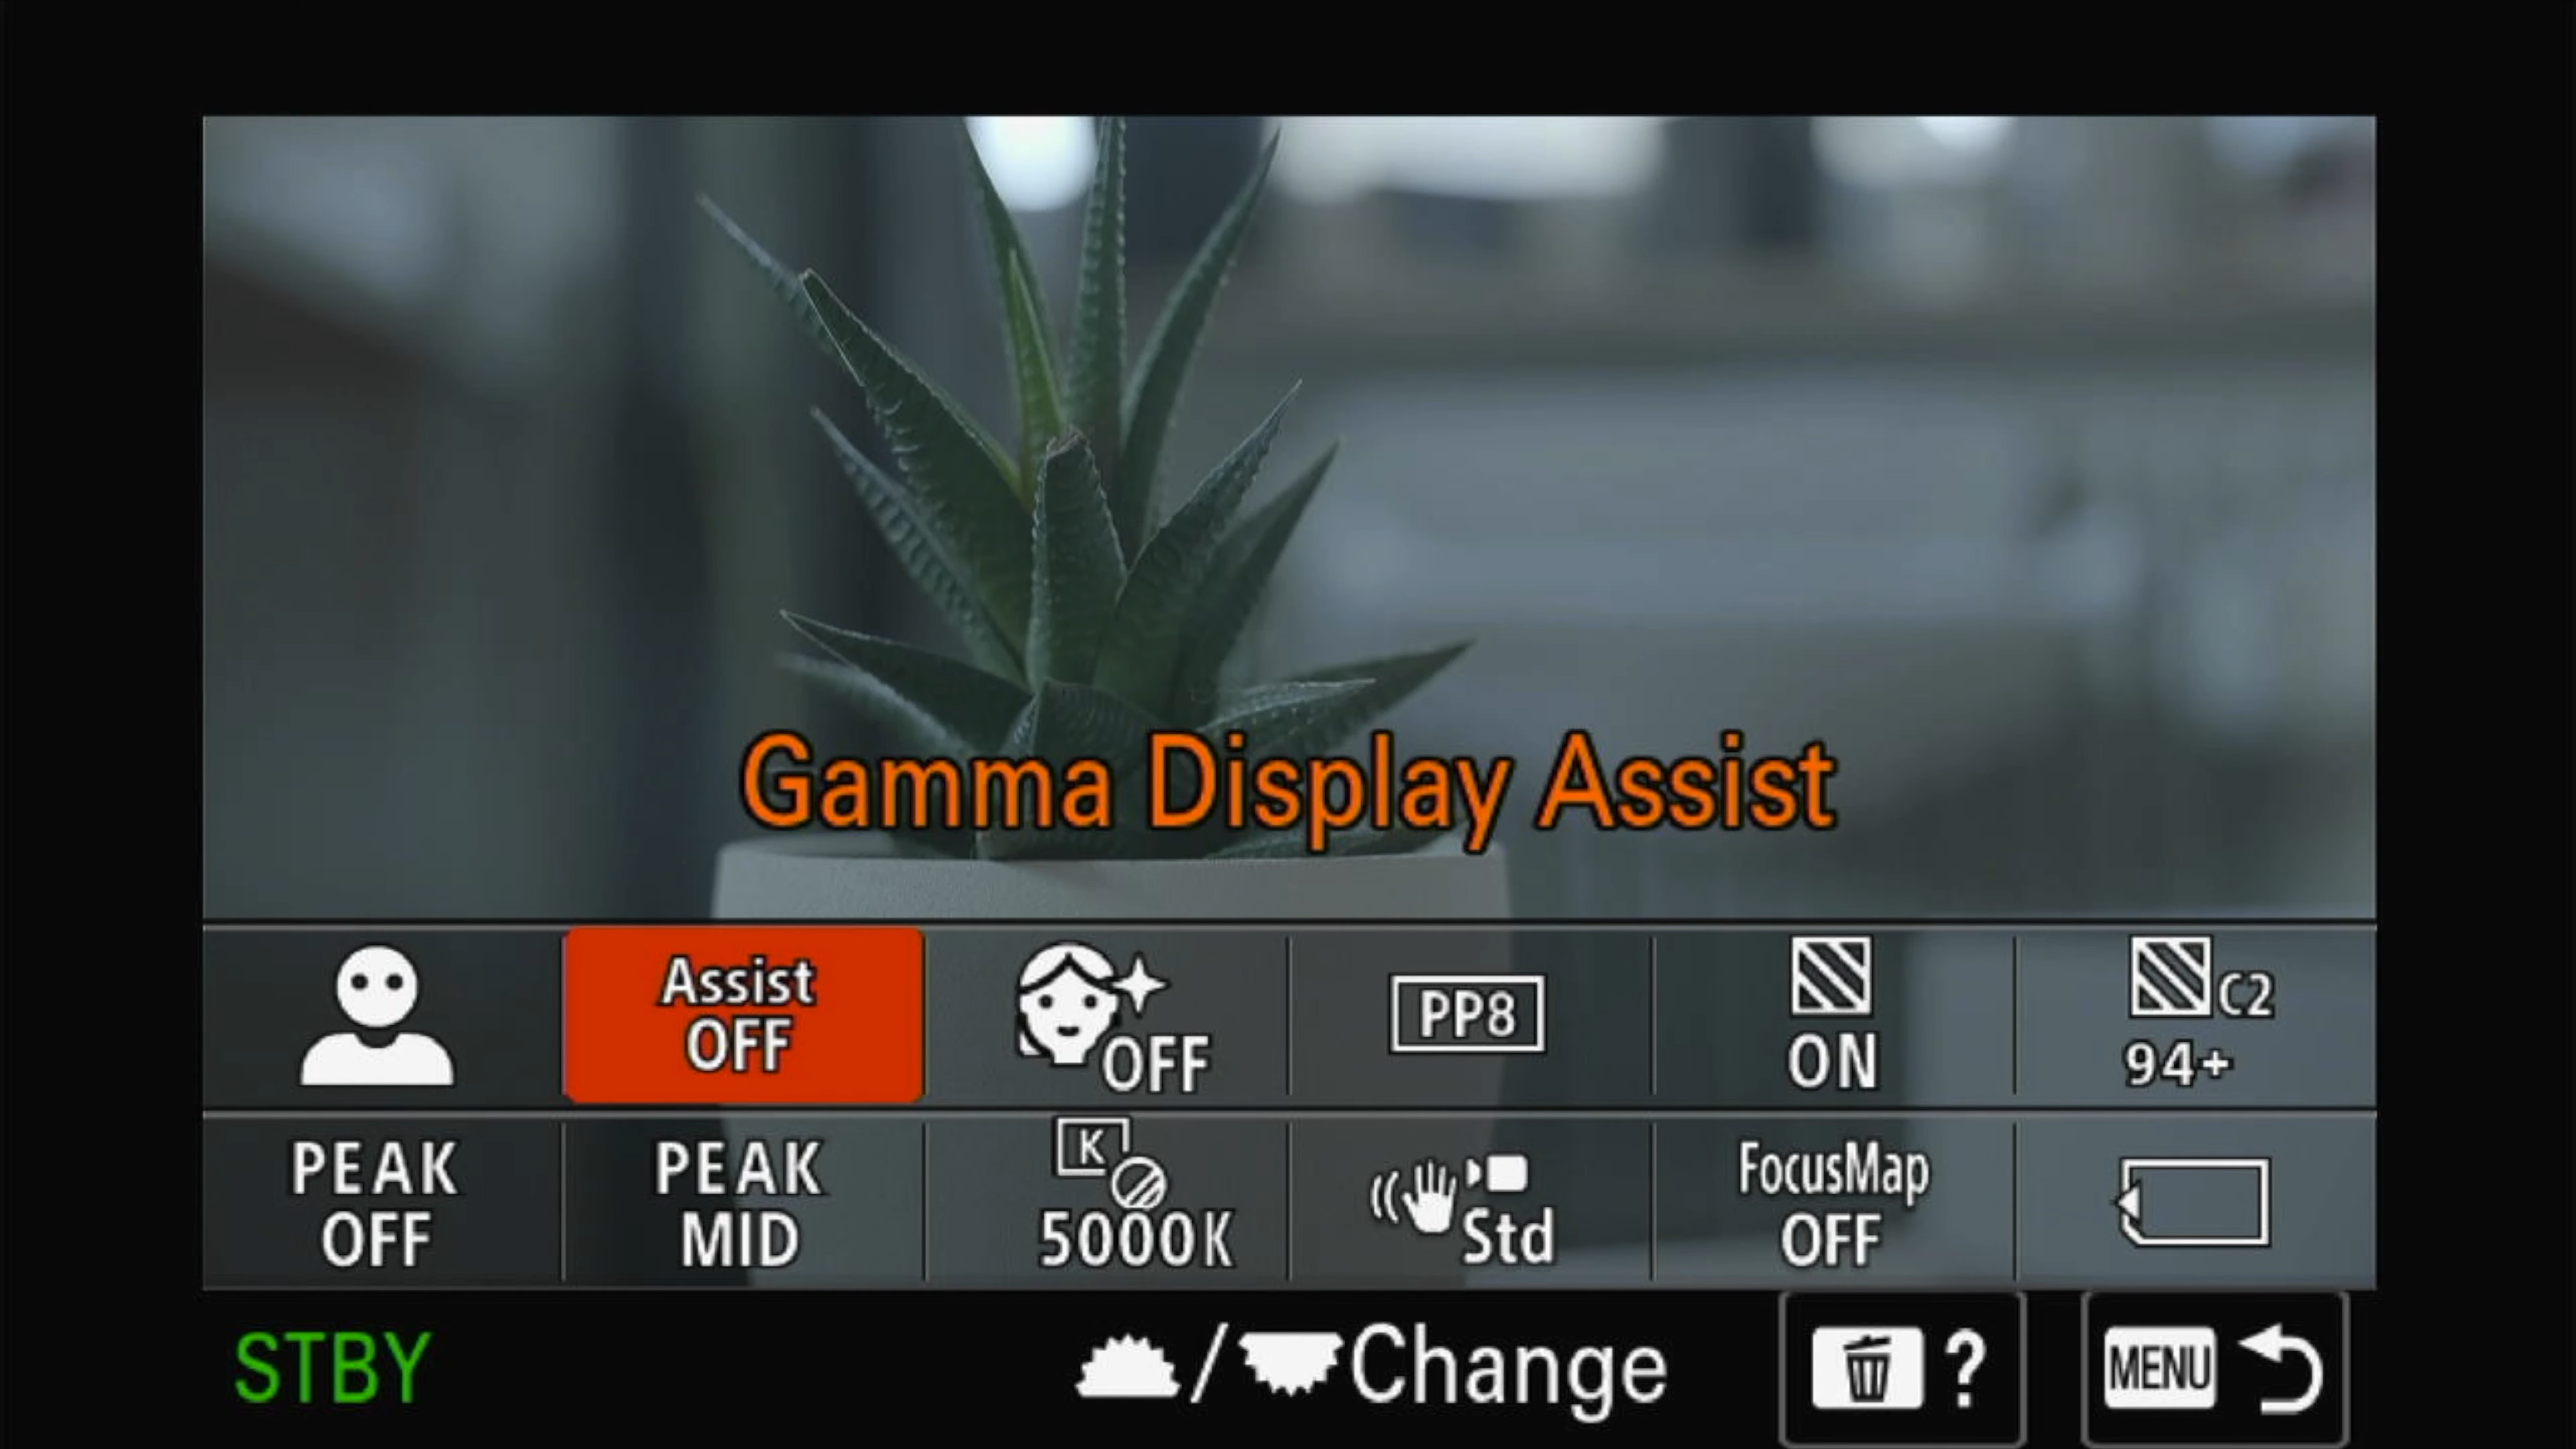 Gamma Display Assist
Assist
OFF
OFF
PP8
ON
C2
94+
PEAK
OFF
PEAK
MID
K
5000K
Std
FocusMap
OFF
STBY
/ Change
?
MENU